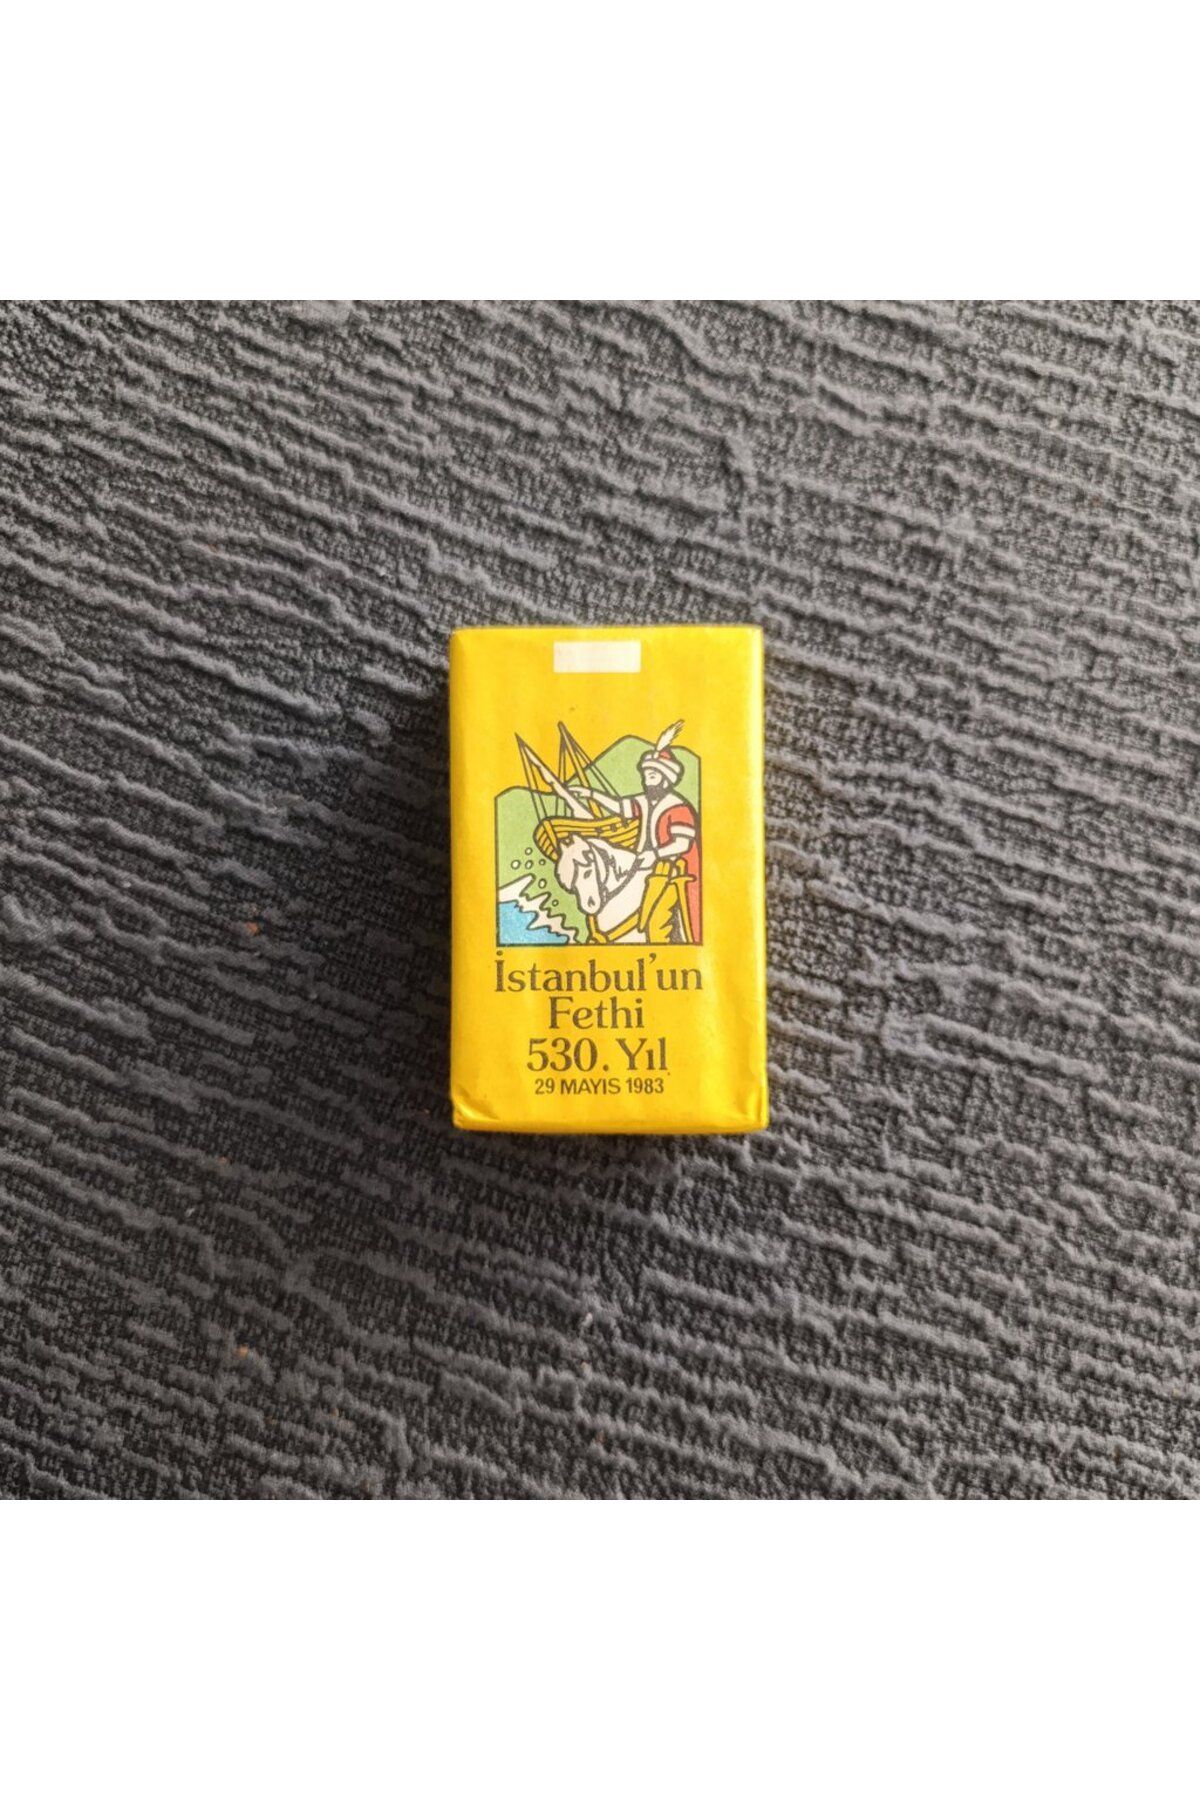 İstanbul'un
Fethi
530. Yıl
29 MAYIS 1983